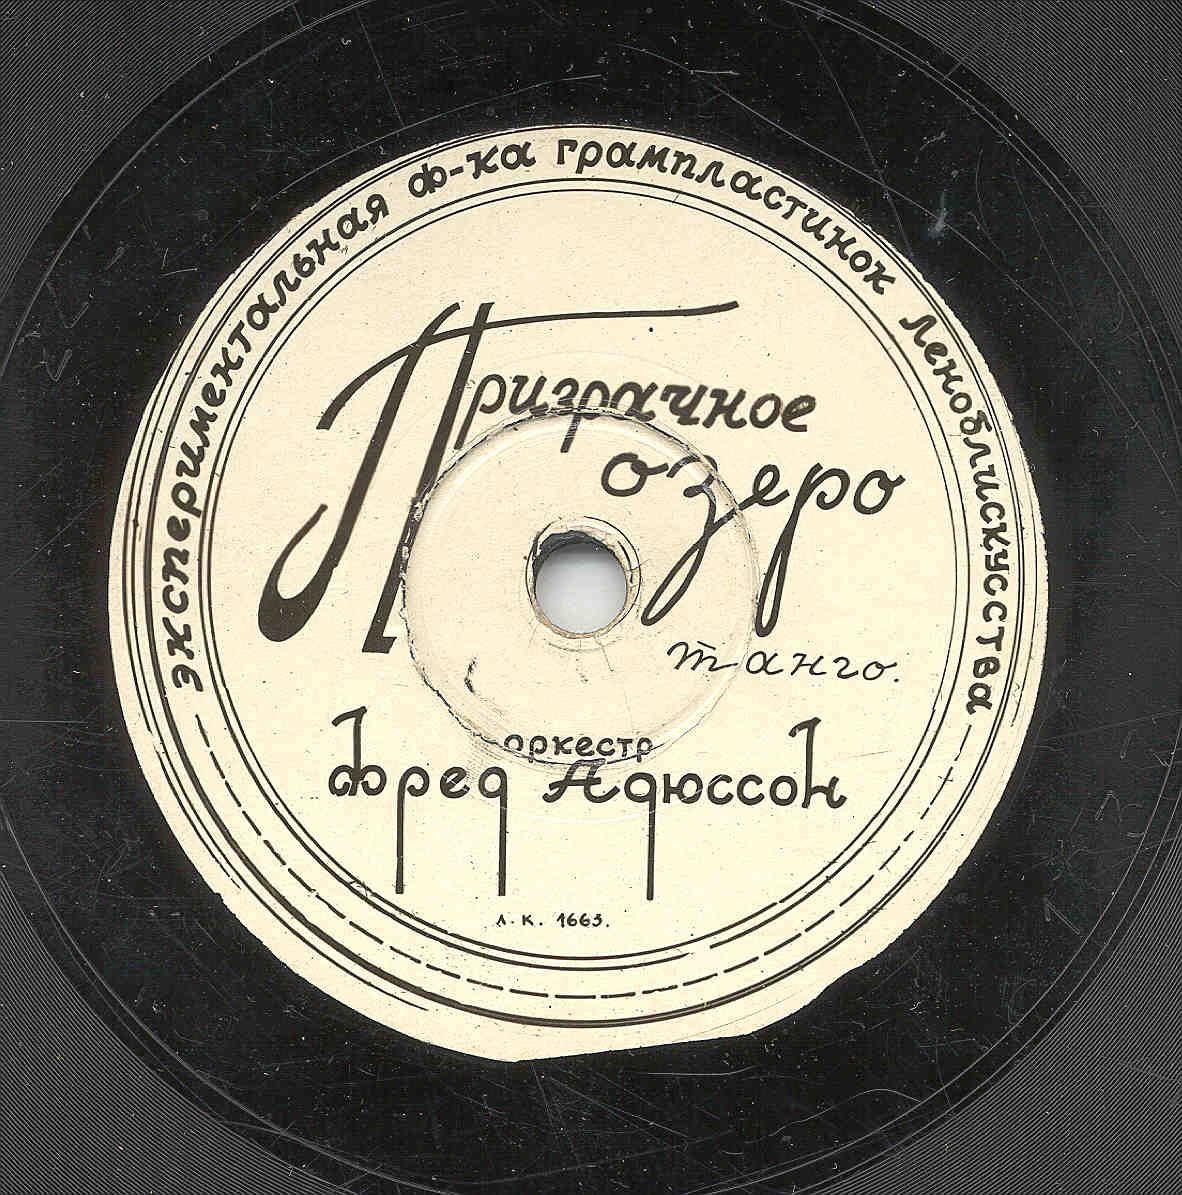 экспериментальная ф-ка грампластинок Леноблискусства
Призрачное
озеро
танго.
оркестр
Фред Адюссон
Л. К. 1665.